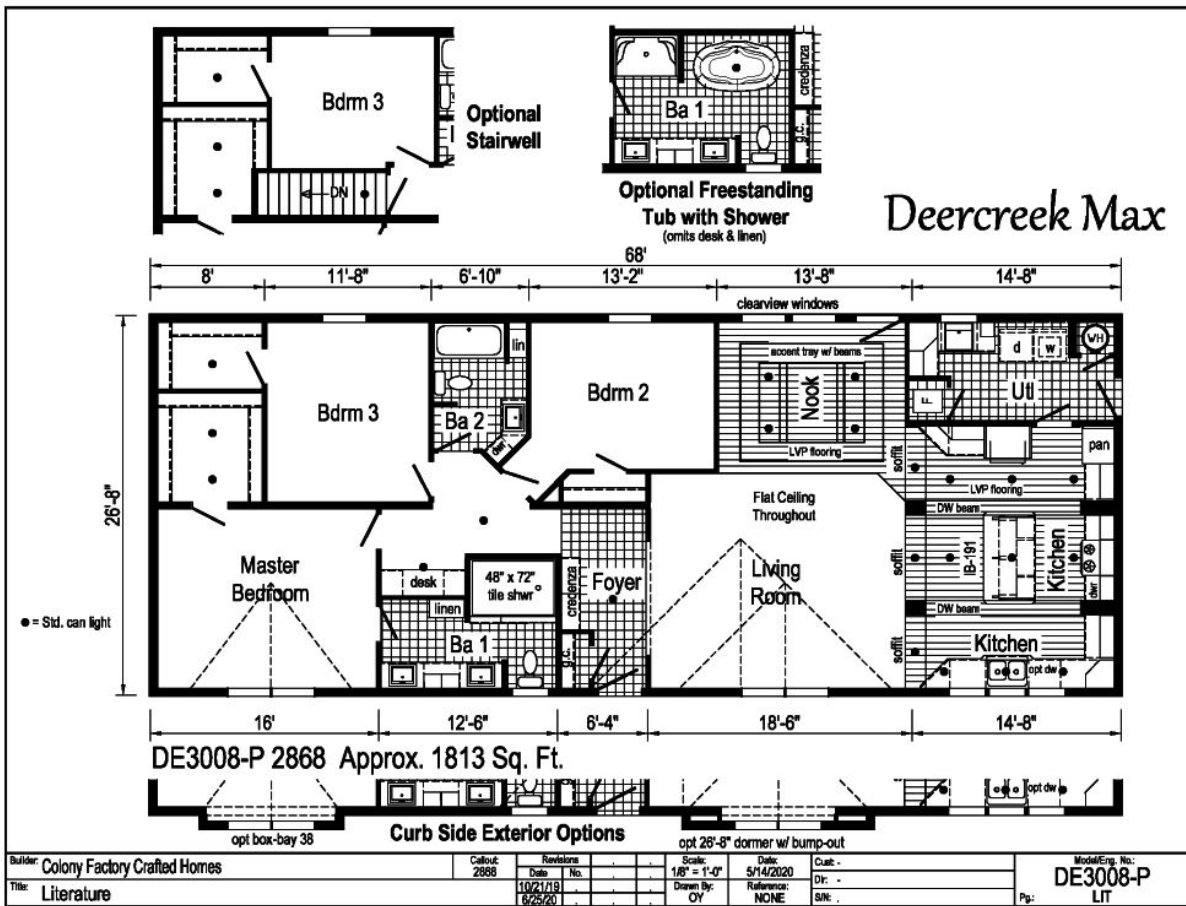 Bdrm 3
DN
Optional
Stairwell
Ba 1
credenza
g.c.
Optional Freestanding
Tub with Shower
(omits desk & linen)
Deercreek Max
68'
8'
11'-8"
6'-10"
13'-2"
13'-8"
14'-8"
clearview windows
26'-8"
Bdrm 3
lin
Ba 2
dwr
Bdrm 2
accent tray w/ beams
Nook
LVP flooring
d
w
WH
F
Utl
pan
soffit
LVP flooring
DW beam
Flat Ceiling
Throughout
Master
Bedroom
desk
linen
48" x 72"
tile shwr
Ba 1
credenza
Foyer
g.c.
Living
Room
soffit
IB-191
Kitchen
dwr
DW beam
soffit
Kitchen
opt dw
● = Std. can light
16'
12'-6"
6'-4"
18'-6"
14'-8"
DE3008-P 2868 Approx. 1813 Sq. Ft.
opt dw
opt box-bay 38
Curb Side Exterior Options
opt 26'-8" dormer w/ bump-out
Builder: Colony Factory Crafted Homes
Title: Literature
Callout:
2868
Revisions
Date No.
10/21/19
6/25/20
Scale:
1/8" = 1'-0"
Drawn By:
OY
Date:
5/14/2020
Reference:
NONE
Cust: -
Dir: -
S/N: .
Model/Eng. No.:
DE3008-P
Pg.: LIT